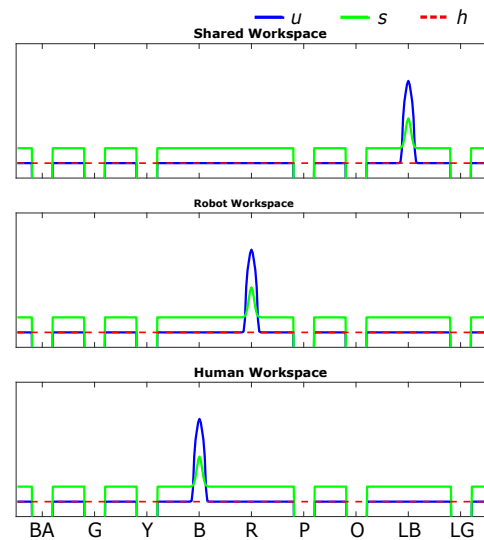 u s h
Shared Workspace
Robot Workspace
Human Workspace
BA G Y B R P O LB LG